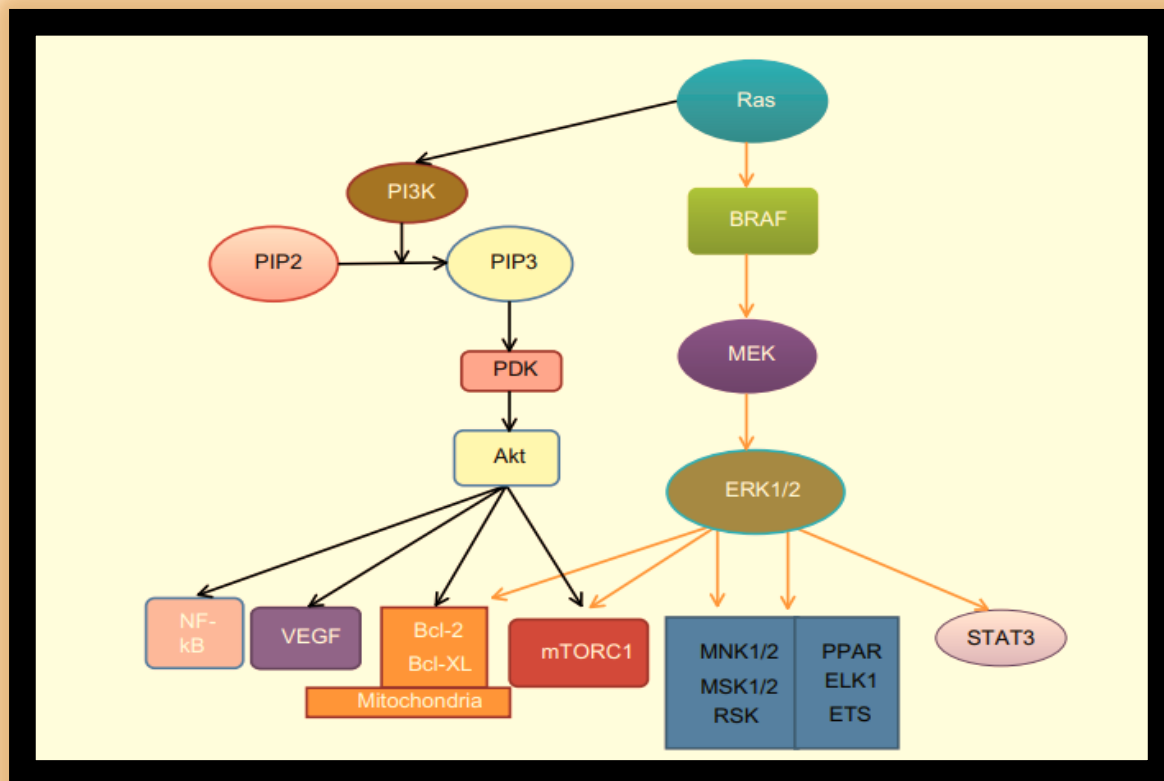 Ras
PI3K
BRAF
PIP2
PIP3
MEK
PDK
Akt
ERK1/2
NF-
kB
VEGF
Bcl-2
Bcl-XL
Mitochondria
mTORC1
MNK1/2
MSK1/2
RSK
PPAR
ELK1
ETS
STAT3